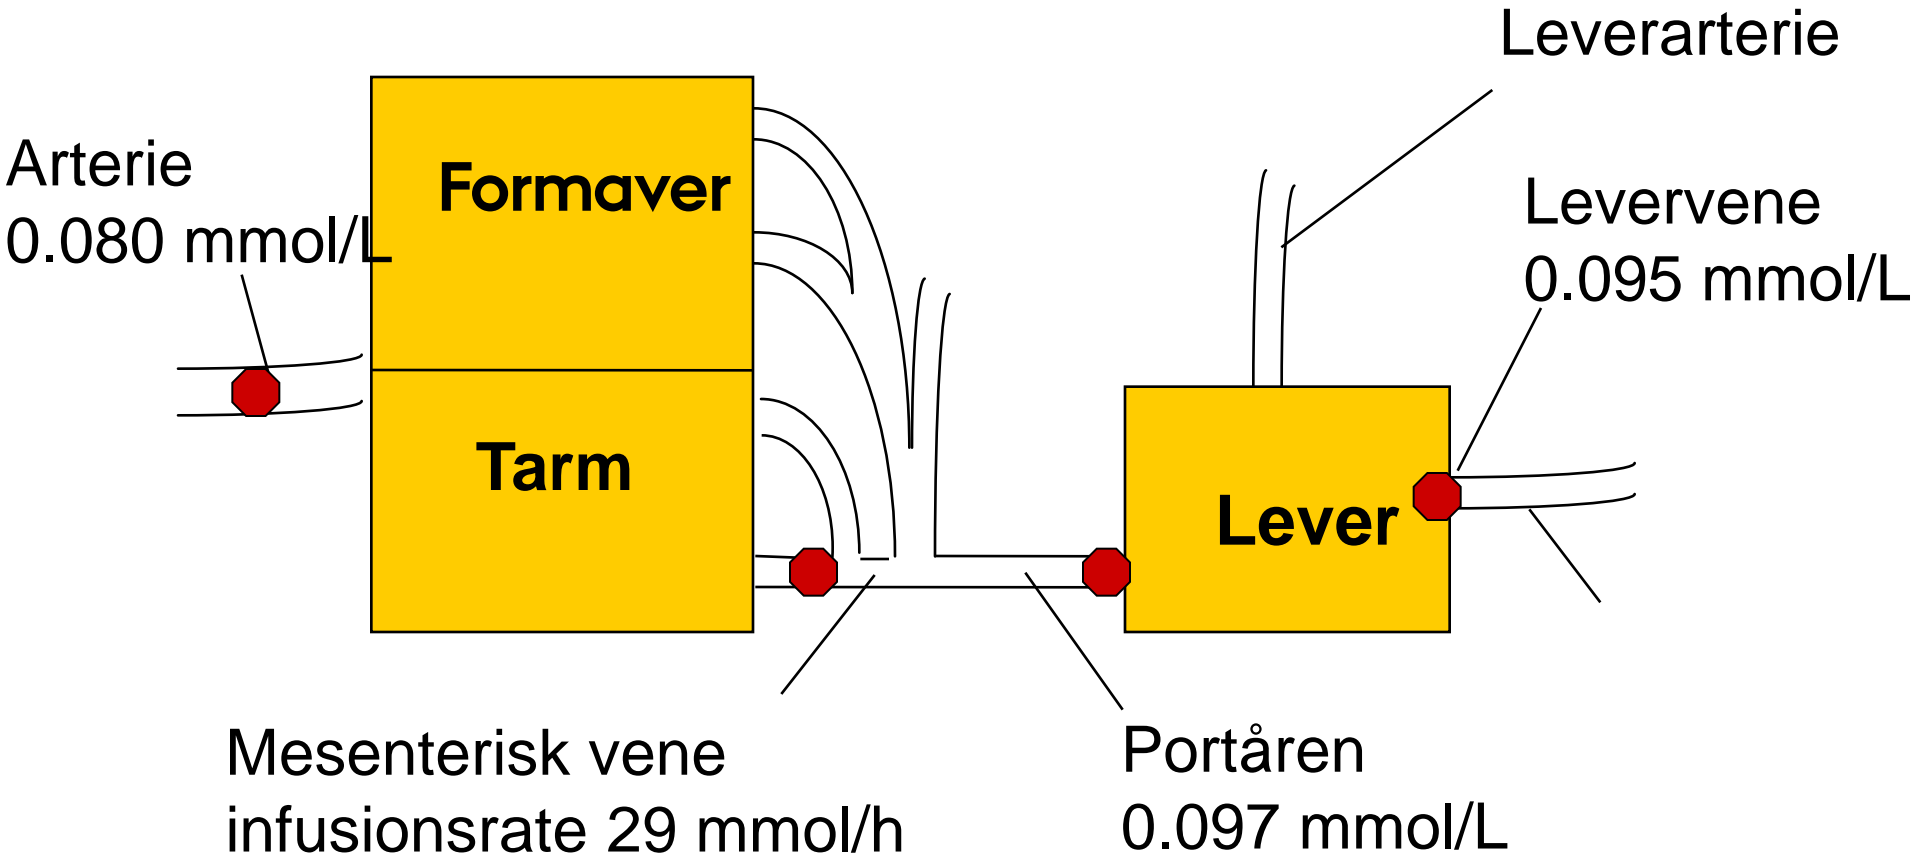 Leverarterie
Arterie
0.080 mmol/L
Formaver
Levervene
0.095 mmol/L
Tarm
Lever
Mesenterisk vene
infusionsrate 29 mmol/h
Portåren
0.097 mmol/L